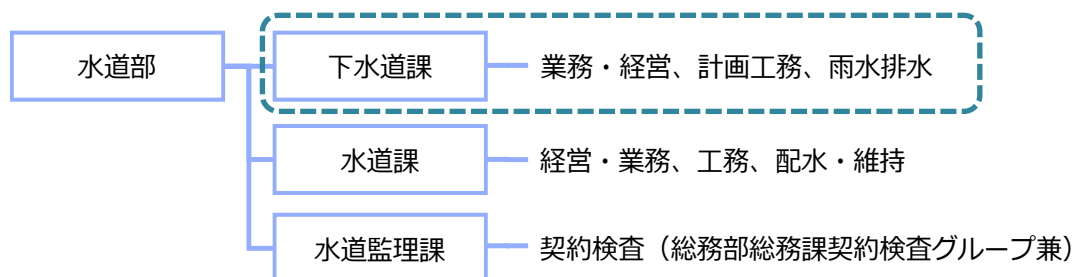 水道部 下水道課 業務・経営、計画工務、雨水排水
水道課 経営・業務、工務、配水・維持
水道監理課 契約検査（総務部総務課契約検査グループ兼）